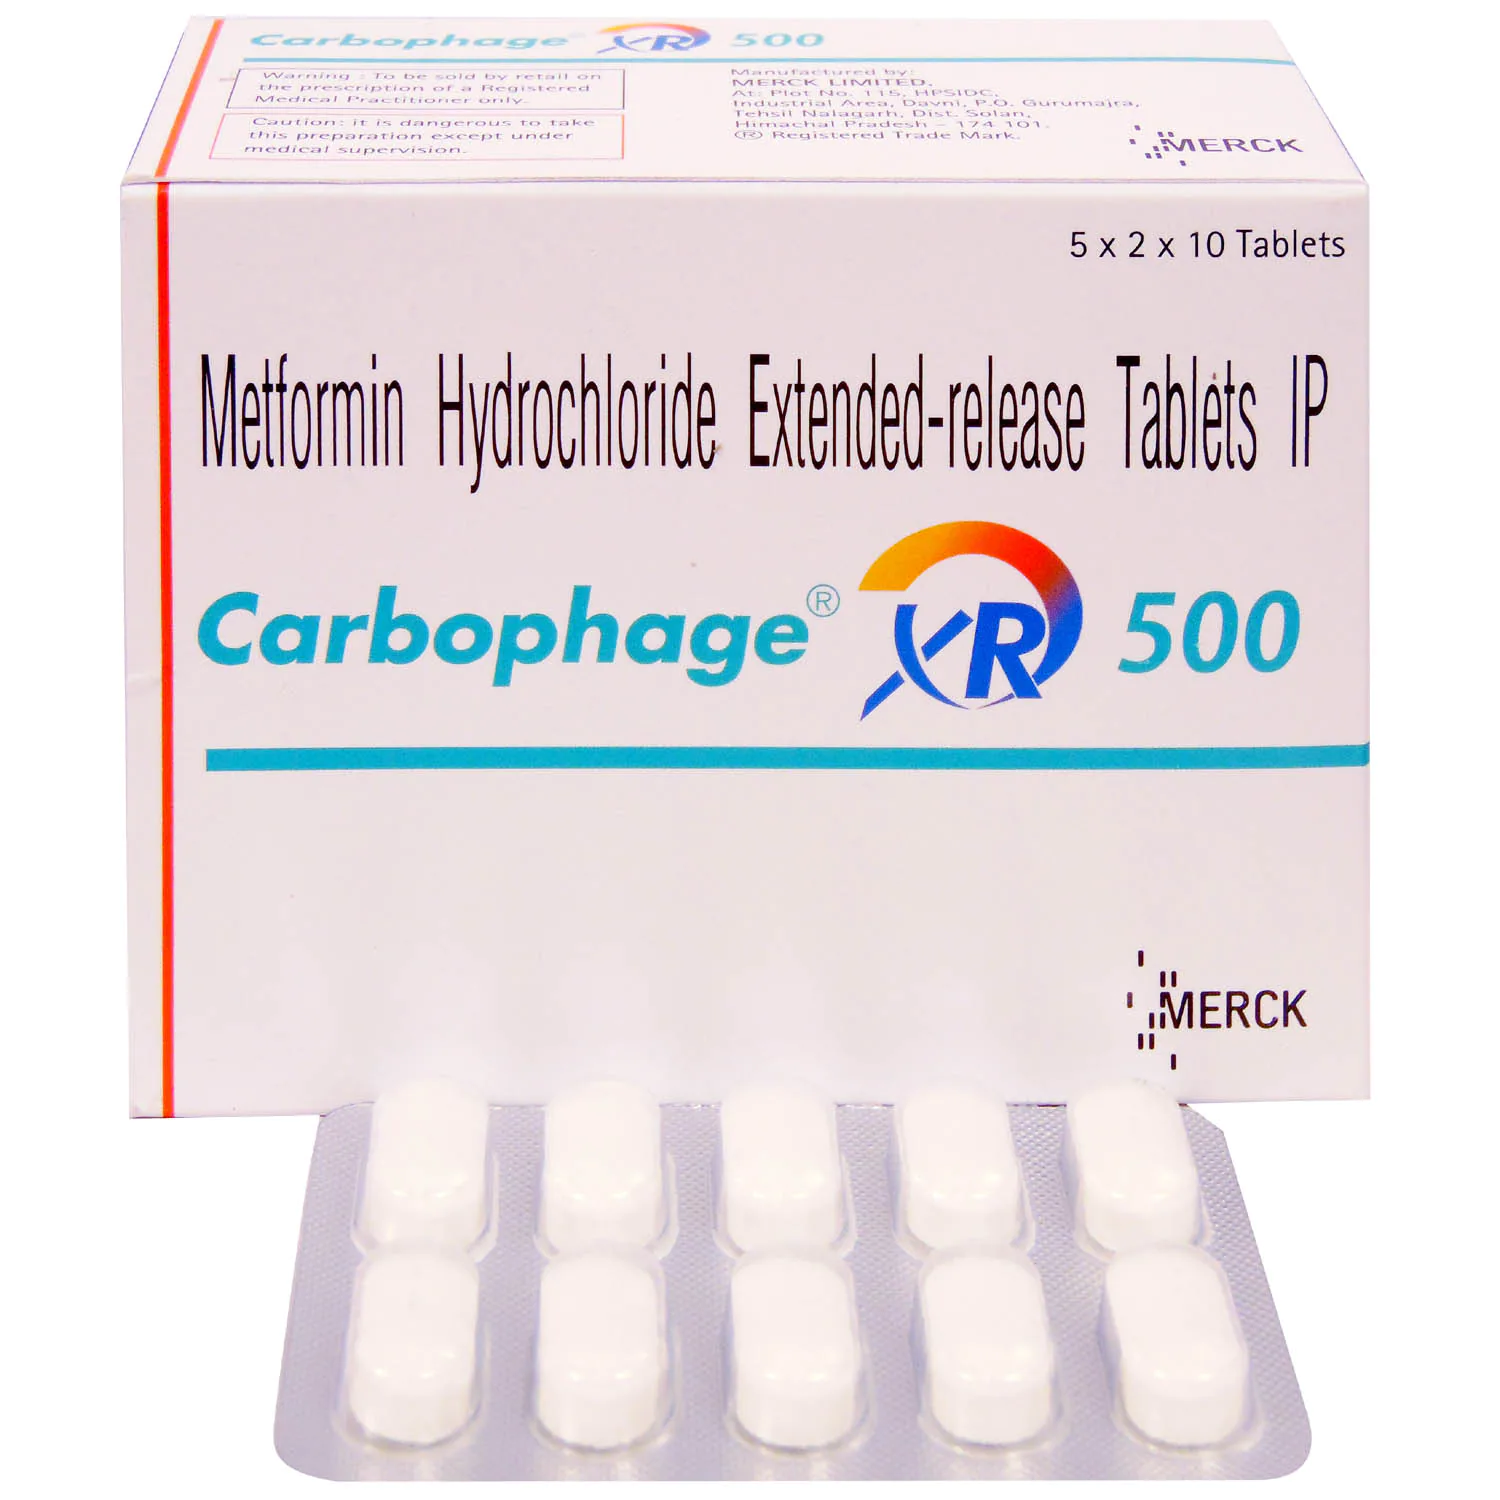 Carbophage® XR 500
Warning : To be sold by retail on
the prescription of a Registered
Medical Practitioner only.
Caution: it is dangerous to take
this preparation except under
medical supervision.
Manufactured by:
MERCK LIMITED,
At: Plot No. 115, HPSIDC,
Industrial Area, Davni, P.O. Gurumajra,
Tehsil Nalagarh, Dist. Solan,
Himachal Pradesh - 174 101.
® Registered Trade Mark.
MERCK
5 x 2 x 10 Tablets
Metformin Hydrochloride Extended-release Tablets IP
Carbophage® XR 500
MERCK